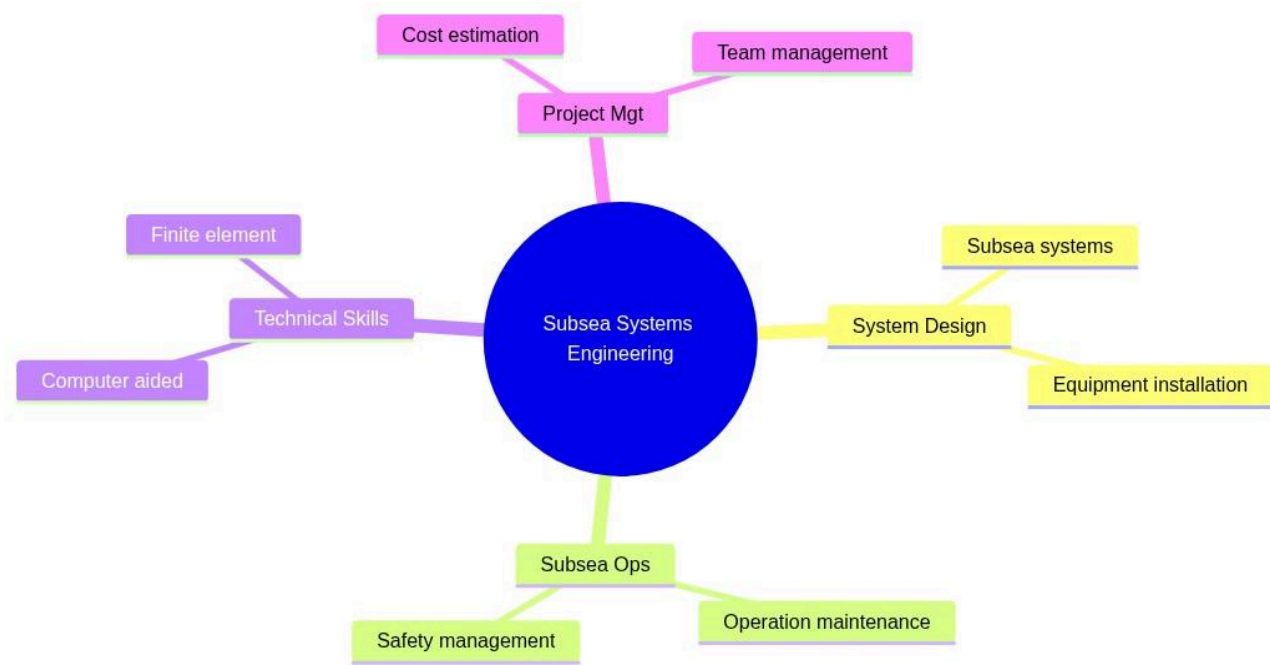 Cost estimation
Team management
Project Mgt
Finite element
Technical Skills
Computer aided
Subsea Systems
Engineering
Subsea systems
System Design
Equipment installation
Subsea Ops
Safety management
Operation maintenance